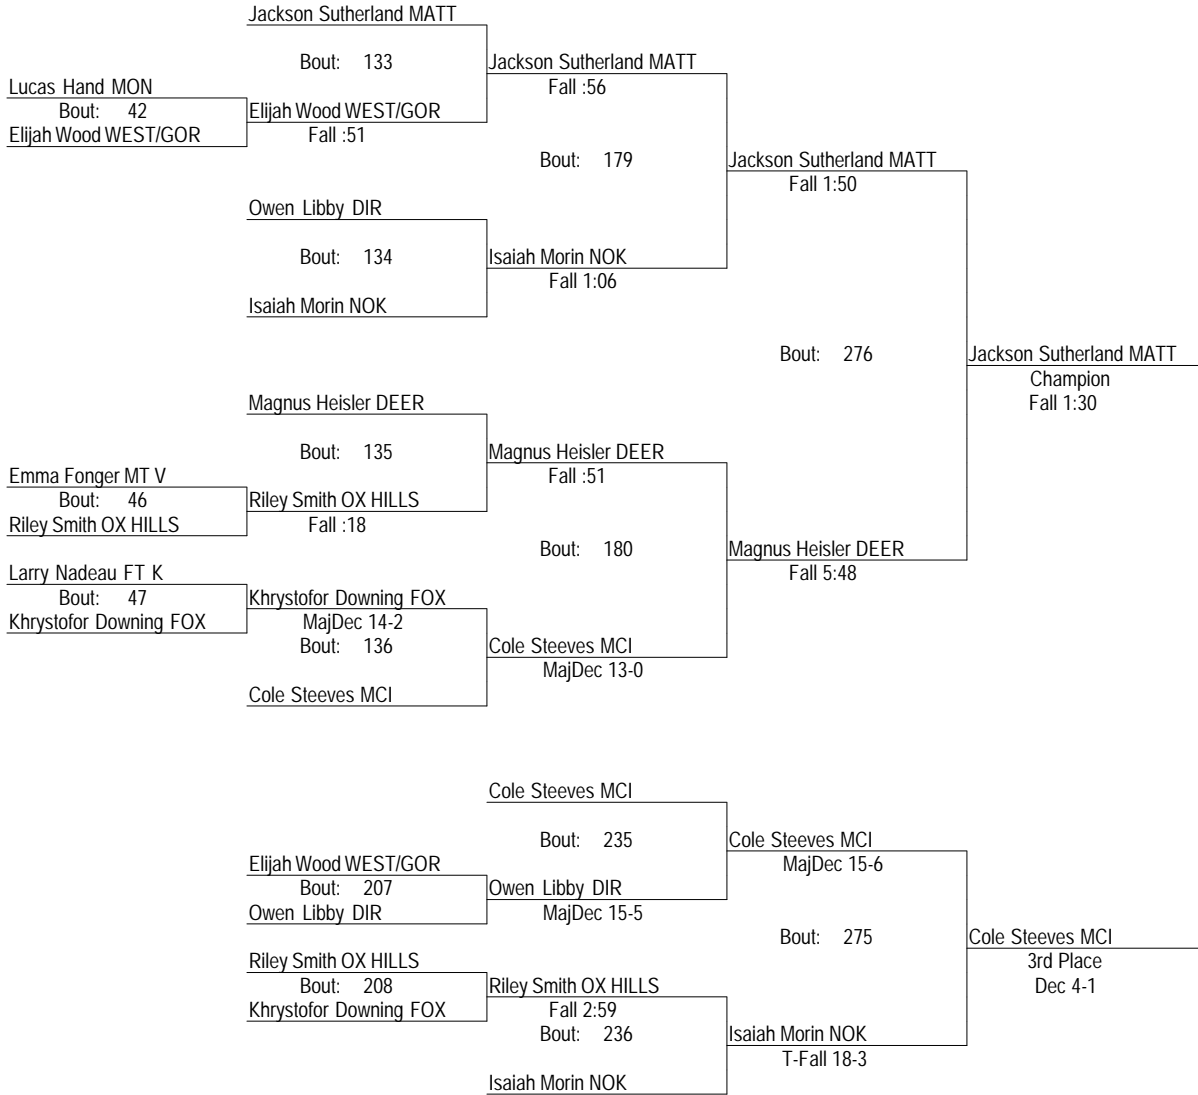 Jackson Sutherland MATT
Bout: 133
Jackson Sutherland MATT
Lucas Hand MON
Fall :56
Bout: 42
Elijah Wood WEST/GOR
Elijah Wood WEST/GOR
Fall :51
Bout: 179
Jackson Sutherland MATT
Fall 1:50
Owen Libby DIR
Bout: 134
Isaiah Morin NOK
Fall 1:06
Isaiah Morin NOK
Bout: 276
Jackson Sutherland MATT
Champion
Fall 1:30
Magnus Heisler DEER
Bout: 135
Magnus Heisler DEER
Emma Fonger MT V
Fall :51
Bout: 46
Riley Smith OX HILLS
Riley Smith OX HILLS
Fall :18
Bout: 180
Magnus Heisler DEER
Larry Nadeau FT K
Fall 5:48
Bout: 47
Khrystofor Downing FOX
Khrystofor Downing FOX
MajDec 14-2
Bout: 136
Cole Steeves MCI
MajDec 13-0
Cole Steeves MCI
Cole Steeves MCI
Bout: 235
Cole Steeves MCI
Elijah Wood WEST/GOR
MajDec 15-6
Bout: 207
Owen Libby DIR
Owen Libby DIR
MajDec 15-5
Bout: 275
Cole Steeves MCI
Riley Smith OX HILLS
3rd Place
Bout: 208
Riley Smith OX HILLS
Dec 4-1
Khrystofor Downing FOX
Fall 2:59
Bout: 236
Isaiah Morin NOK
T-Fall 18-3
Isaiah Morin NOK